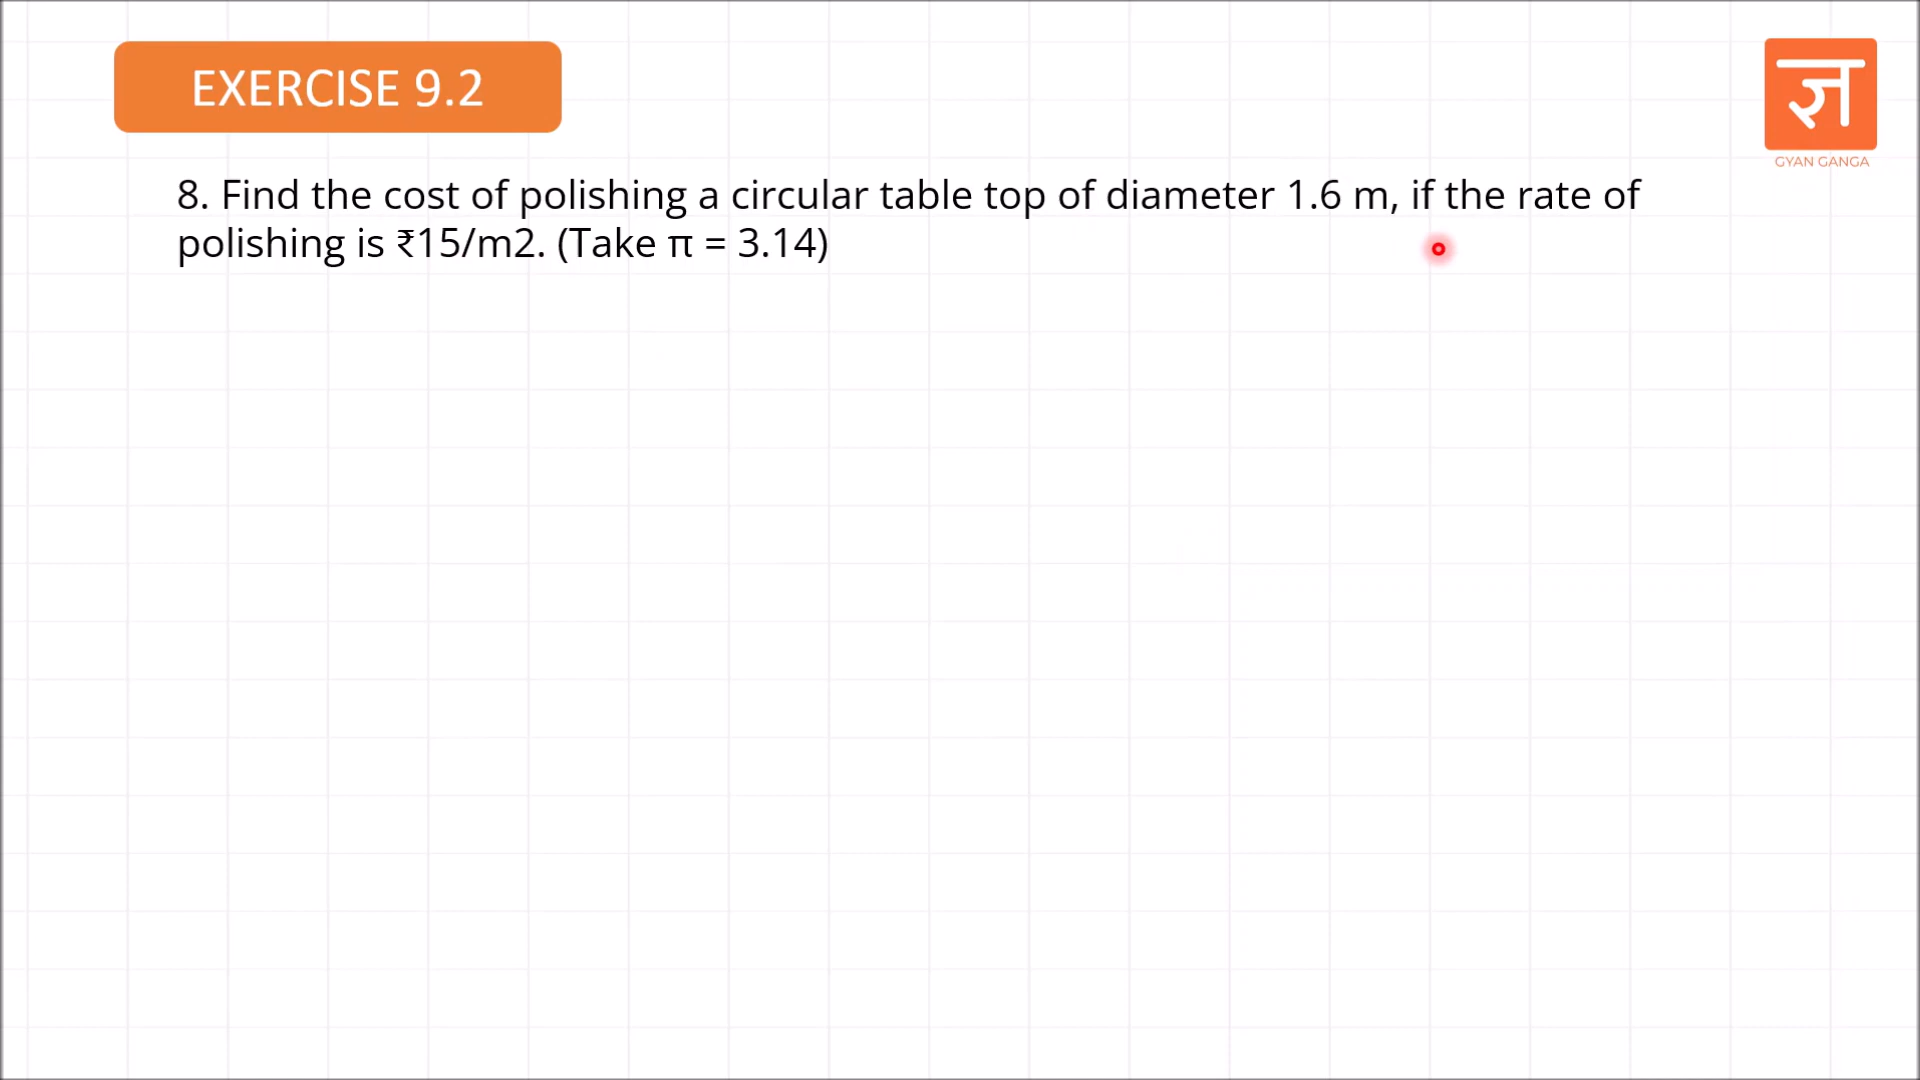 EXERCISE 9.2
ज्ञ
GYAN GANGA
8. Find the cost of polishing a circular table top of diameter 1.6 m, if the rate of
polishing is ₹15/m2. (Take π = 3.14)